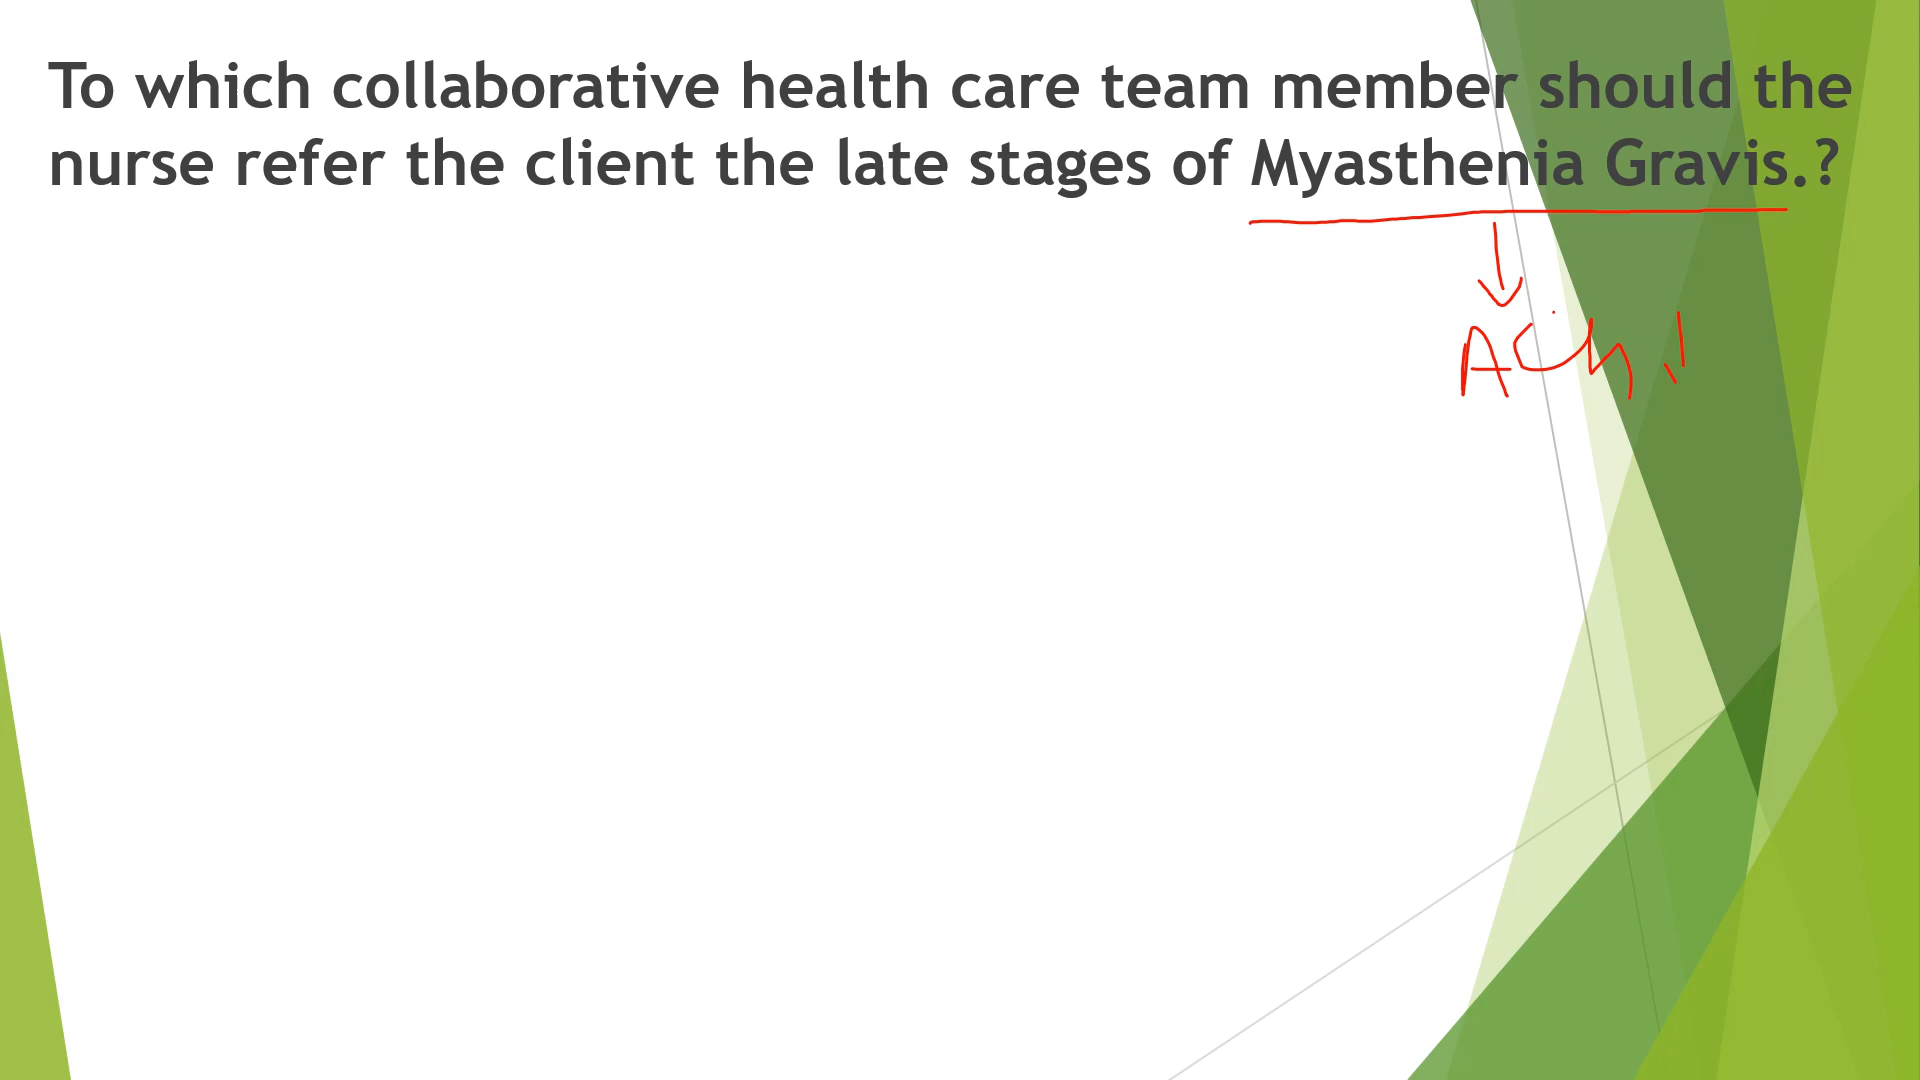 To which collaborative health care team member should the
nurse refer the client the late stages of Myasthenia Gravis.?
ACh